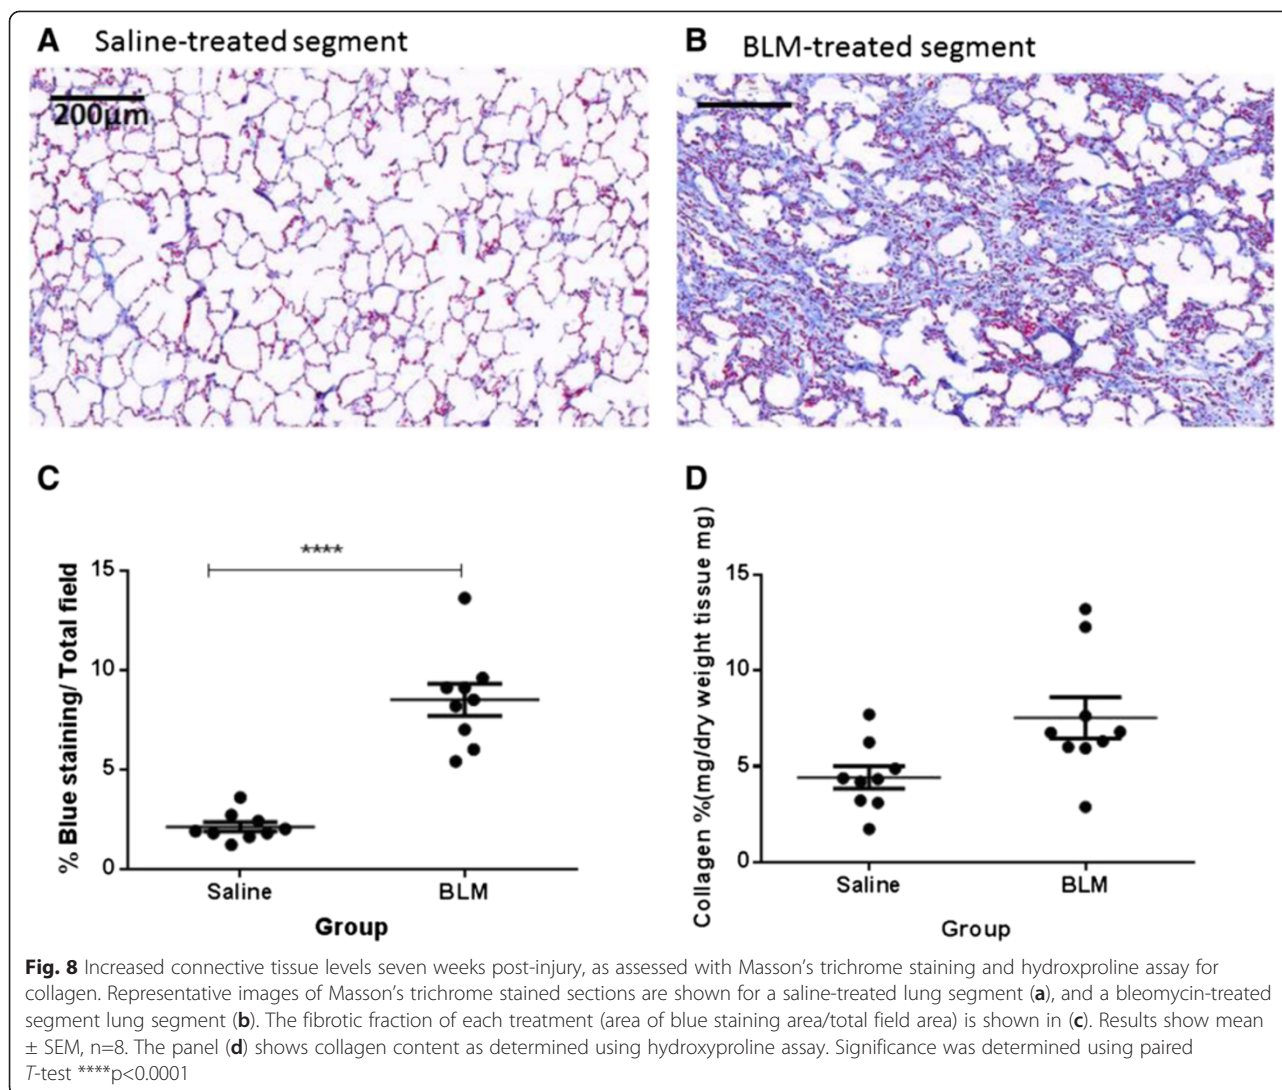 A Saline-treated segment
B BLM-treated segment
200µm
C
D
****
% Blue staining/ Total field
15
10
5
0
Saline
BLM
Group
Collagen %(mg/dry weight tissue mg)
15
10
5
0
Saline
BLM
Group
Fig. 8 Increased connective tissue levels seven weeks post-injury, as assessed with Masson's trichrome staining and hydroxproline assay for
collagen. Representative images of Masson's trichrome stained sections are shown for a saline-treated lung segment (a), and a bleomycin-treated
segment lung segment (b). The fibrotic fraction of each treatment (area of blue staining area/total field area) is shown in (c). Results show mean
± SEM, n=8. The panel (d) shows collagen content as determined using hydroxyproline assay. Significance was determined using paired
T-test ****p<0.0001